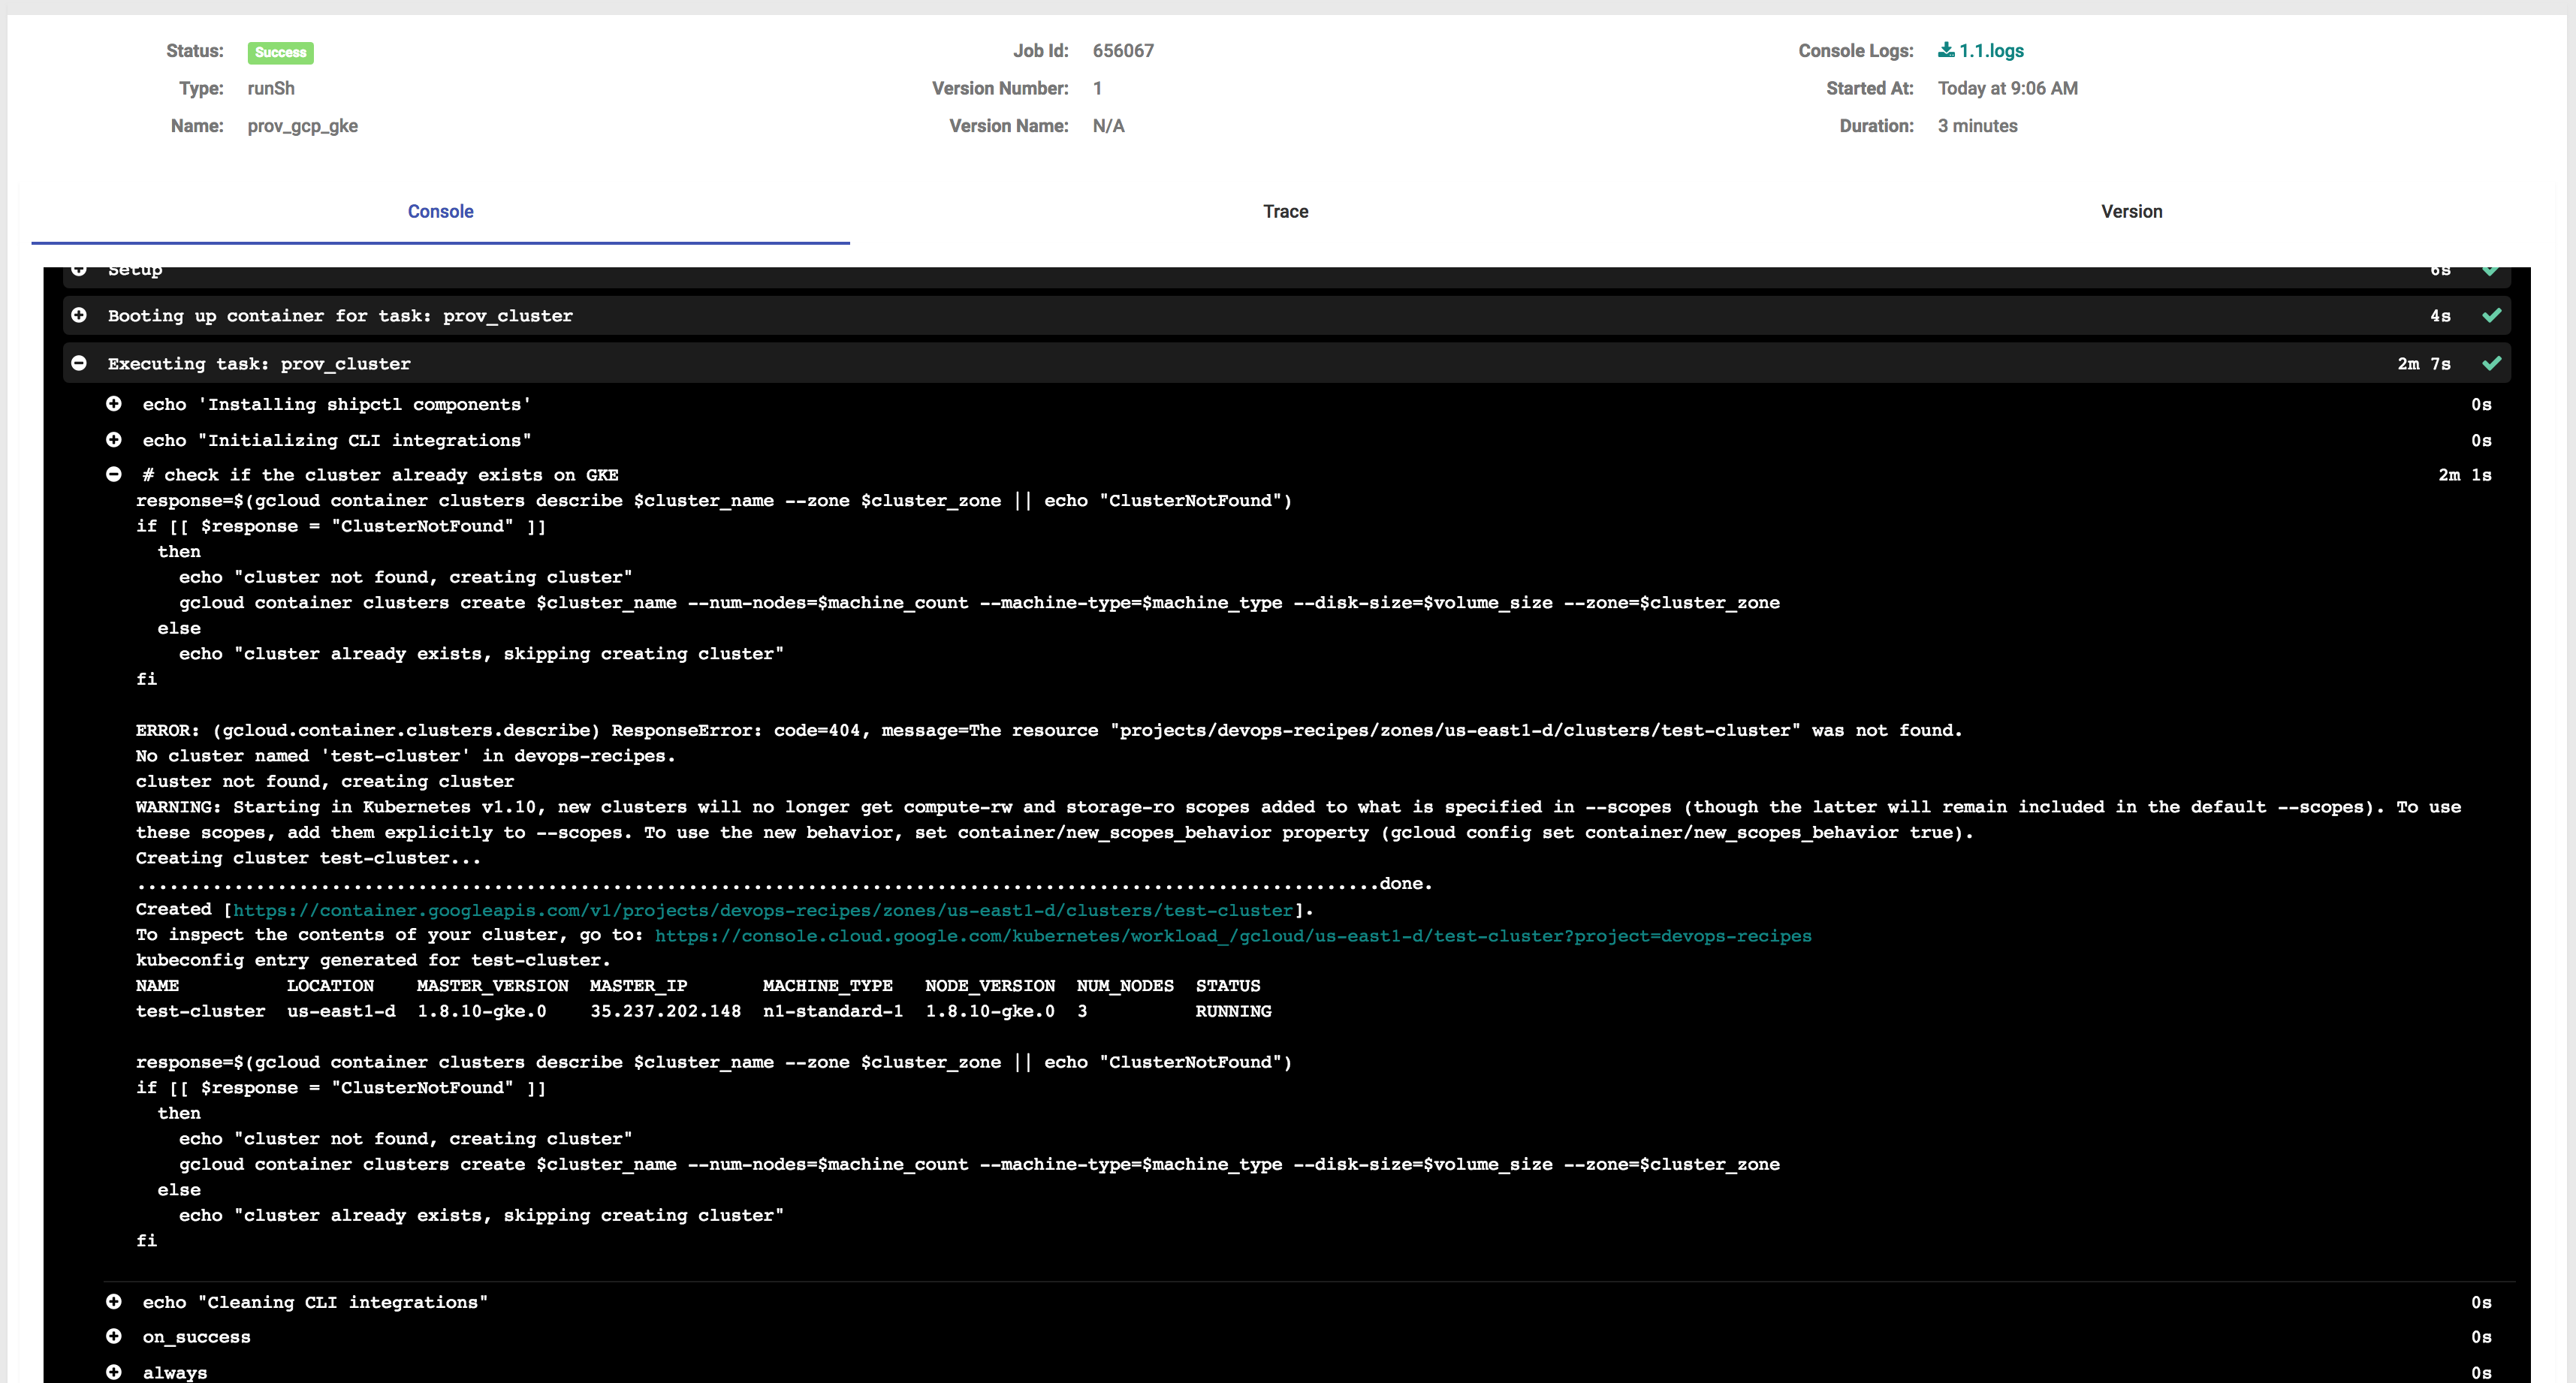 Status: Success Job Id: 656067 Console Logs: 1.1.logs
Type: runSh Version Number: 1 Started At: Today at 9:06 AM
Name: prov_gcp_gke Version Name: N/A Duration: 3 minutes
Console Trace Version
Setup 6s
Booting up container for task: prov_cluster 4s
Executing task: prov_cluster 2m 7s
echo 'Installing shipctl components' 0s
echo "Initializing CLI integrations" 0s
# check if the cluster already exists on GKE 2m 1s
response=$(gcloud container clusters describe $cluster_name --zone $cluster_zone || echo "ClusterNotFound")
if [[ $response = "ClusterNotFound" ]]
then
echo "cluster not found, creating cluster"
gcloud container clusters create $cluster_name --num-nodes=$machine_count --machine-type=$machine_type --disk-size=$volume_size --zone=$cluster_zone
else
echo "cluster already exists, skipping creating cluster"
fi
ERROR: (gcloud.container.clusters.describe) ResponseError: code=404, message=The resource "projects/devops-recipes/zones/us-east1-d/clusters/test-cluster" was not found.
No cluster named 'test-cluster' in devops-recipes.
cluster not found, creating cluster
WARNING: Starting in Kubernetes v1.10, new clusters will no longer get compute-rw and storage-ro scopes added to what is specified in --scopes (though the latter will remain included in the default --scopes). To use
these scopes, add them explicitly to --scopes. To use the new behavior, set container/new_scopes_behavior property (gcloud config set container/new_scopes_behavior true).
Creating cluster test-cluster...
...................................................................................................................done.
Created [https://container.googleapis.com/v1/projects/devops-recipes/zones/us-east1-d/clusters/test-cluster].
To inspect the contents of your cluster, go to: https://console.cloud.google.com/kubernetes/workload_/gcloud/us-east1-d/test-cluster?project=devops-recipes
kubeconfig entry generated for test-cluster.
NAME LOCATION MASTER_VERSION MASTER_IP MACHINE_TYPE NODE_VERSION NUM_NODES STATUS
test-cluster us-east1-d 1.8.10-gke.0 35.237.202.148 n1-standard-1 1.8.10-gke.0 3 RUNNING
response=$(gcloud container clusters describe $cluster_name --zone $cluster_zone || echo "ClusterNotFound")
if [[ $response = "ClusterNotFound" ]]
then
echo "cluster not found, creating cluster"
gcloud container clusters create $cluster_name --num-nodes=$machine_count --machine-type=$machine_type --disk-size=$volume_size --zone=$cluster_zone
else
echo "cluster already exists, skipping creating cluster"
fi
echo "Cleaning CLI integrations" 0s
on_success 0s
always 0s